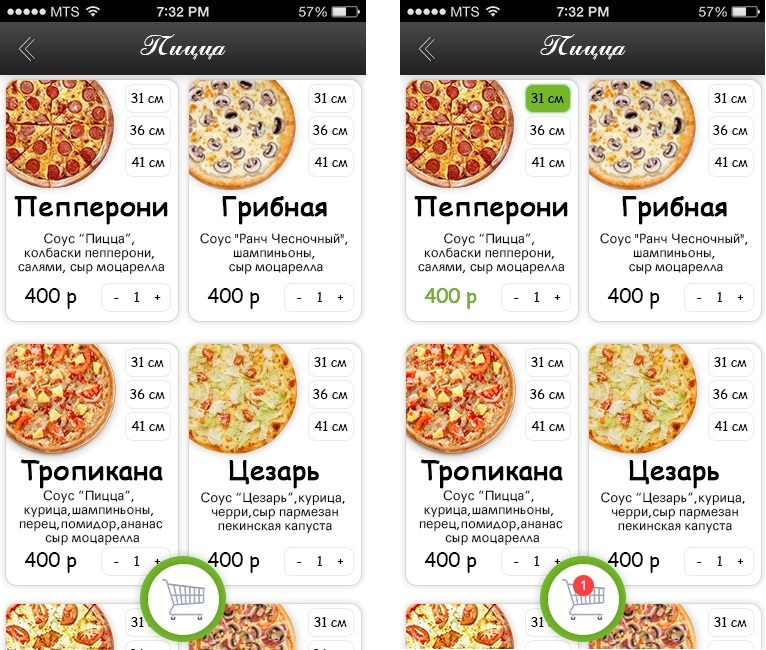 MTS 7:32 PM 57%
Пицца
31 см
36 см
41 см
Пепперони
Соус “Пицца”,
колбаски пепперони,
салями, сыр моцарелла
400 р - 1 +
31 см
36 см
41 см
Грибная
Соус "Ранч Чесночный",
шампиньоны,
сыр моцарелла
400 р - 1 +
31 см
36 см
41 см
Тропикана
Соус “Пицца”,
курица,шампиньоны,
перец,помидор,ананас
сыр моцарелла
400 р - 1 +
31 см
36 см
41 см
Цезарь
Соус “Цезарь”,курица,
черри,сыр пармезан
пекинская капуста
400 р - 1 +
31 см
36 см
31 см
36 см
MTS 7:32 PM 57%
Пицца
31 см
36 см
41 см
Пепперони
Соус “Пицца”,
колбаски пепперони,
салями, сыр моцарелла
400 р - 1 +
31 см
36 см
41 см
Грибная
Соус "Ранч Чесночный",
шампиньоны,
сыр моцарелла
400 р - 1 +
31 см
36 см
41 см
Тропикана
Соус “Пицца”,
курица,шампиньоны,
перец,помидор,ананас
сыр моцарелла
400 р - 1 +
31 см
36 см
41 см
Цезарь
Соус “Цезарь”,курица,
черри,сыр пармезан
пекинская капуста
400 р - 1 +
1
31 см
36 см
31 см
36 см